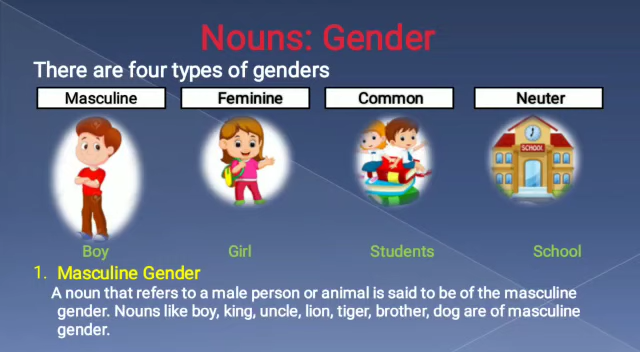 Nouns: Gender
There are four types of genders
Masculine Feminine Common Neuter
SCHOOL
Boy Girl Students School
1. Masculine Gender
A noun that refers to a male person or animal is said to be of the masculine
gender. Nouns like boy, king, uncle, lion, tiger, brother, dog are of masculine
gender.